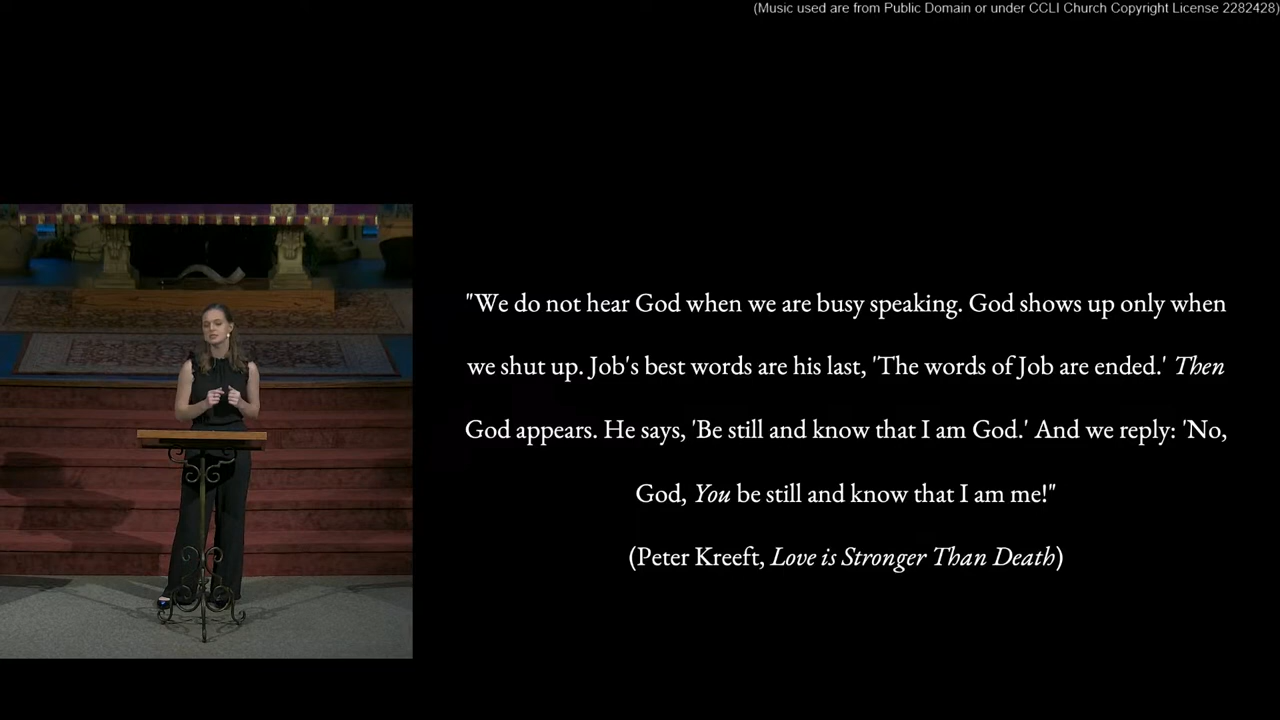 (Music used are from Public Domain or under CCLI Church Copyright License 2282428)
"We do not hear God when we are busy speaking. God shows up only when
we shut up. Job's best words are his last, 'The words of Job are ended.' Then
God appears. He says, 'Be still and know that I am God.' And we reply: 'No,
God, You be still and know that I am me!"
(Peter Kreeft, Love is Stronger Than Death)